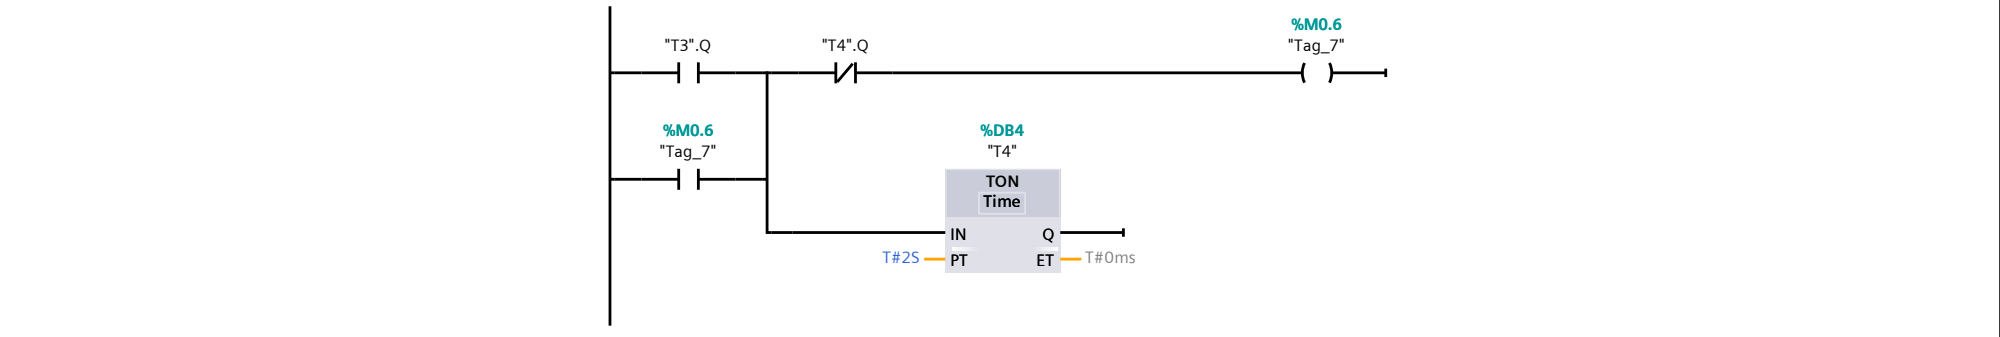 %M0.6
"T3".Q "T4".Q "Tag_7"
%M0.6 %DB4
"Tag_7" "T4"
TON
Time
IN Q
T#2S PT ET T#0ms